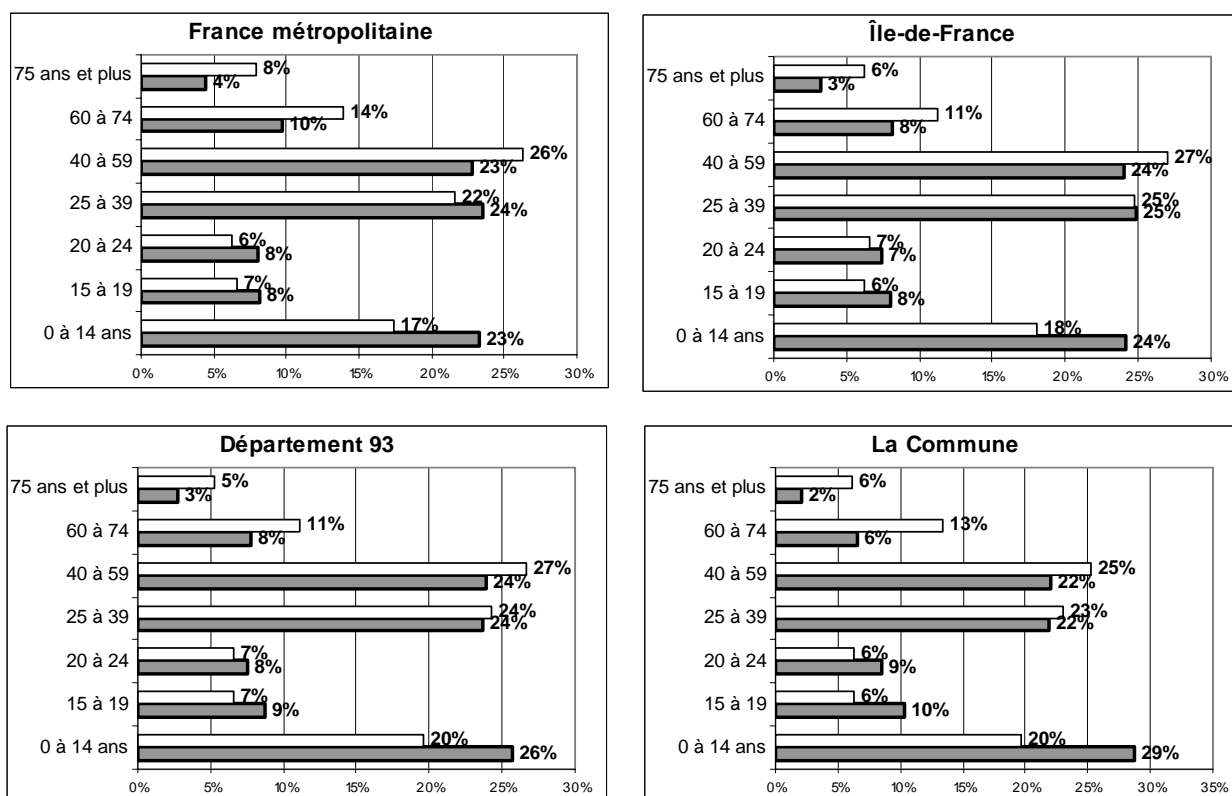 France métropolitaine
75 ans et plus 8% 4%
60 à 74 14% 10%
40 à 59 26% 23%
25 à 39 22% 24%
20 à 24 6% 8%
15 à 19 7% 8%
0 à 14 ans 17% 23%
0% 5% 10% 15% 20% 25% 30%
Île-de-France
75 ans et plus 6% 3%
60 à 74 11% 8%
40 à 59 27% 24%
25 à 39 25% 25%
20 à 24 7% 7%
15 à 19 6% 8%
0 à 14 ans 18% 24%
0% 5% 10% 15% 20% 25% 30%
Département 93
75 ans et plus 5% 3%
60 à 74 11% 8%
40 à 59 27% 24%
25 à 39 24% 24%
20 à 24 7% 8%
15 à 19 7% 9%
0 à 14 ans 20% 26%
0% 5% 10% 15% 20% 25% 30%
La Commune
75 ans et plus 6% 2%
60 à 74 13% 6%
40 à 59 25% 22%
25 à 39 23% 22%
20 à 24 6% 9%
15 à 19 6% 10%
0 à 14 ans 20% 29%
0% 5% 10% 15% 20% 25% 30% 35%